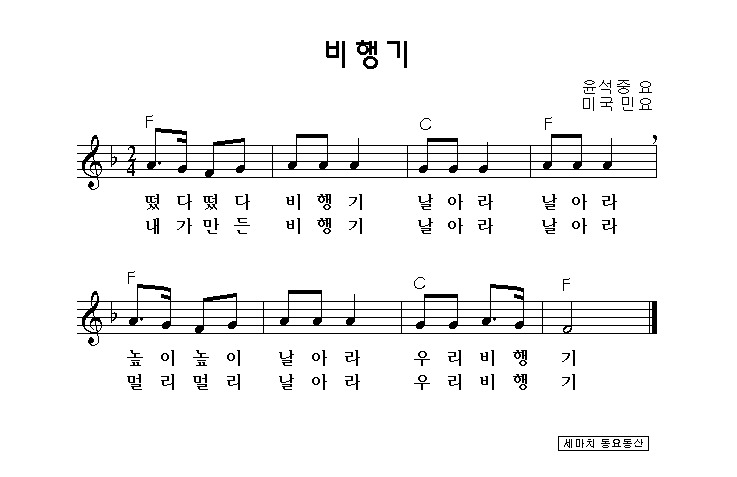 비행기
윤석중 요
미국 민요
F C F
2
4
떴 다 떴 다 비 행 기 날 아 라 날 아 라
내 가 만 든 비 행 기 날 아 라 날 아 라
F C F
높 이 높 이 날 아 라 우 리 비 행 기
멀 리 멀 리 날 아 라 우 리 비 행 기
세마치 동요동산